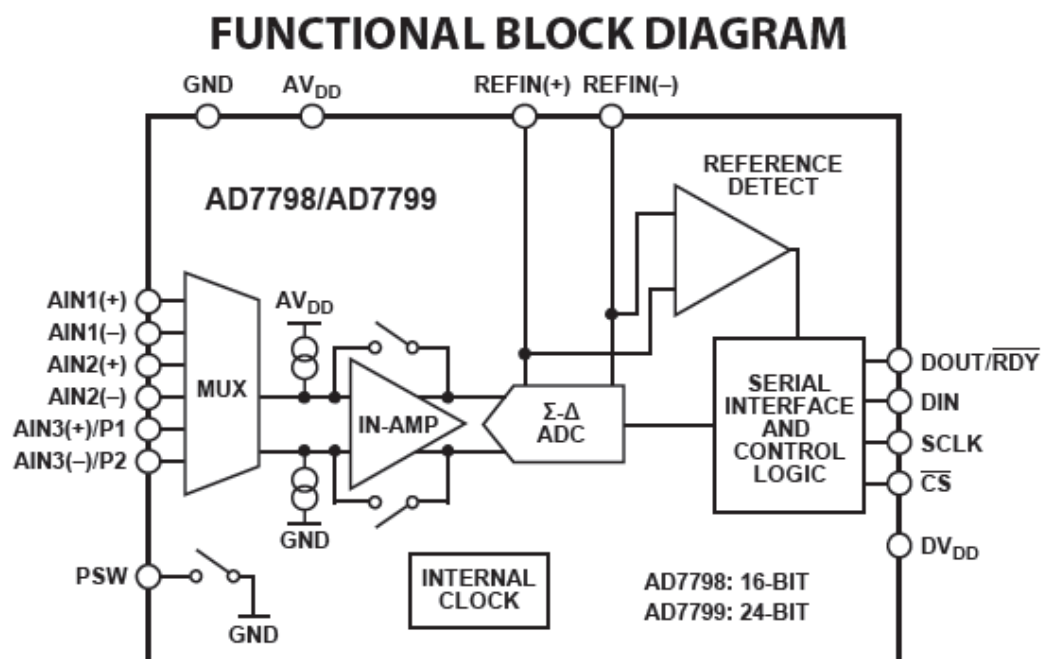 FUNCTIONAL BLOCK DIAGRAM
GND
AVDD
REFIN(+)
REFIN(–)
AD7798/AD7799
REFERENCE
DETECT
AIN1(+)
AIN1(–)
AIN2(+)
AIN2(–)
AIN3(+)/P1
AIN3(–)/P2
MUX
AVDD
IN-AMP
GND
Σ-Δ
ADC
SERIAL
INTERFACE
AND
CONTROL
LOGIC
DOUT/R̅D̅Y̅
DIN
SCLK
C̅S̅
DVDD
PSW
GND
INTERNAL
CLOCK
AD7798: 16-BIT
AD7799: 24-BIT